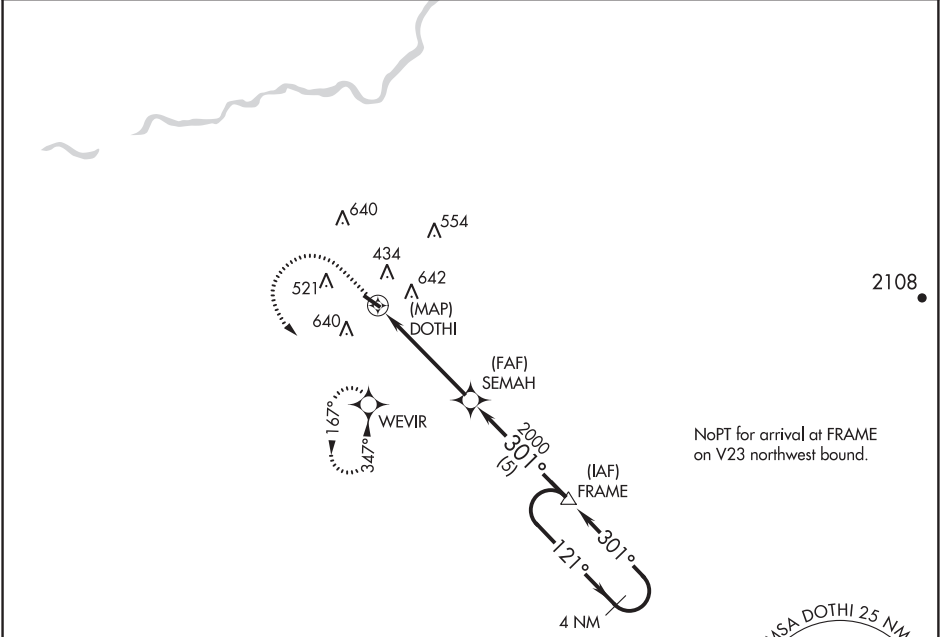 640
554
434
642
521
640
2108
(MAP)
DOTHI
(FAF)
SEMAH
WEVIR
167°
347°
2000
301°
(5)
NoPT for arrival at FRAME
on V23 northwest bound.
(IAF)
FRAME
301°
121°
4 NM
MSA DOTHI 25 NM